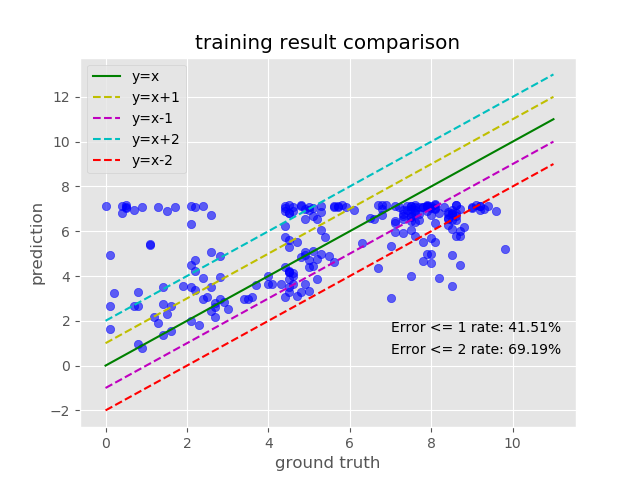 training result comparison
y=x
y=x+1
y=x-1
y=x+2
y=x-2
12
10
8
6
4
2
0
−2
prediction
Error <= 1 rate: 41.51%
Error <= 2 rate: 69.19%
0 2 4 6 8 10
ground truth